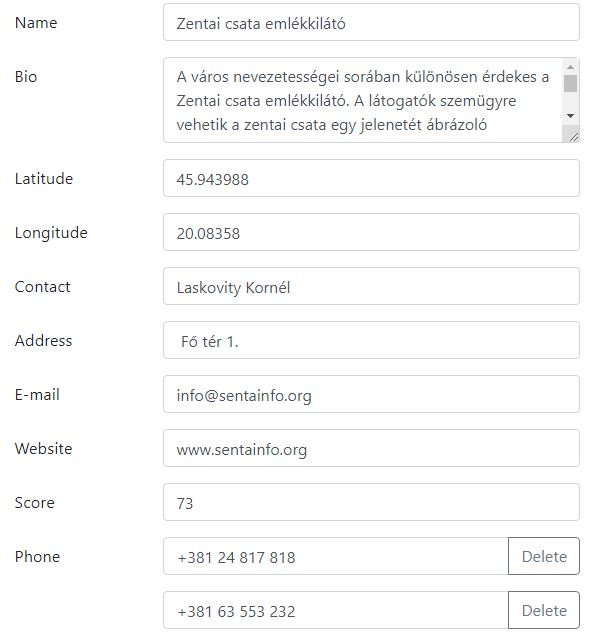 Name Zentai csata emlékkilátó
Bio A város nevezetességei sorában különösen érdekes a
Zentai csata emlékkilátó. A látogatók szemügyre
vehetik a zentai csata egy jelenetét ábrázoló
Latitude 45.943988
Longitude 20.08358
Contact Laskovity Kornél
Address Fő tér 1.
E-mail info@sentainfo.org
Website www.sentainfo.org
Score 73
Phone +381 24 817 818 Delete
+381 63 553 232 Delete